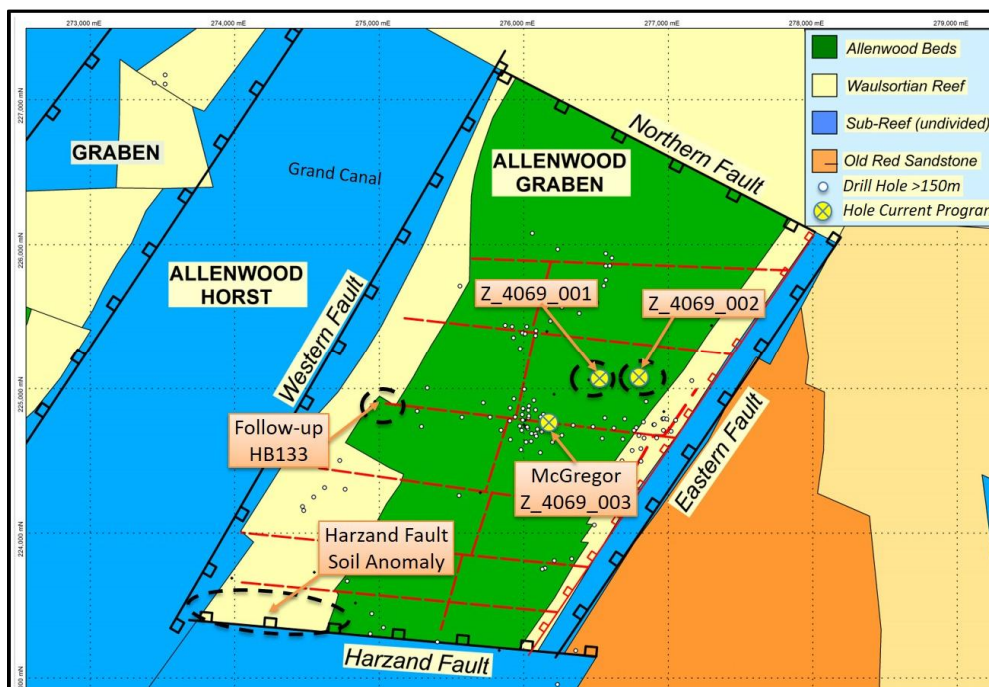 273,000 mE
274,000 mE
275,000 mE
276,000 mE
277,000 mE
278,000 mE
279,000 mE
227,000 mN
226,000 mN
225,000 mN
224,000 mN
Allenwood Beds
Waulsortian Reef
Sub-Reef (undivided)
Old Red Sandstone
Drill Hole >150m
Hole Current Program
Northern Fault
GRABEN
Grand Canal
ALLENWOOD
GRABEN
ALLENWOOD
HORST
Z_4069_001
Z_4069_002
Western Fault
Follow-up
HB133
McGregor
Z_4069_003
Eastern Fault
Harzand Fault
Soil Anomaly
Harzand Fault